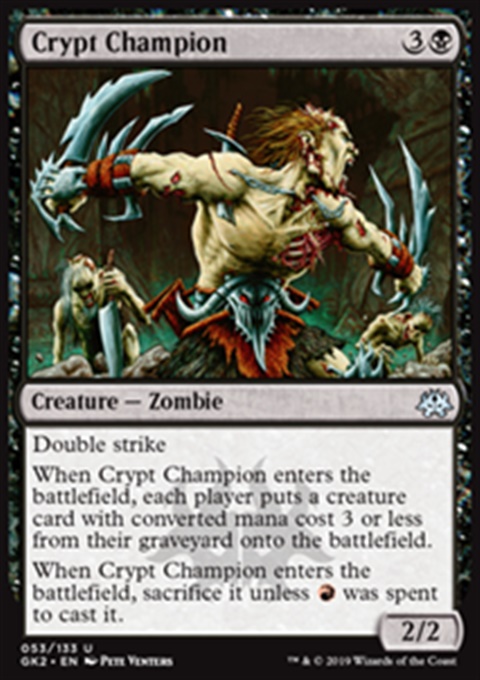 Crypt Champion 3
Creature — Zombie
Double strike
When Crypt Champion enters the
battlefield, each player puts a creature
card with converted mana cost 3 or less
from their graveyard onto the battlefield.
When Crypt Champion enters the
battlefield, sacrifice it unless was spent
to cast it.
2/2
053/133 U
GK2 • EN Pete Venters
™ & © 2019 Wizards of the Coast